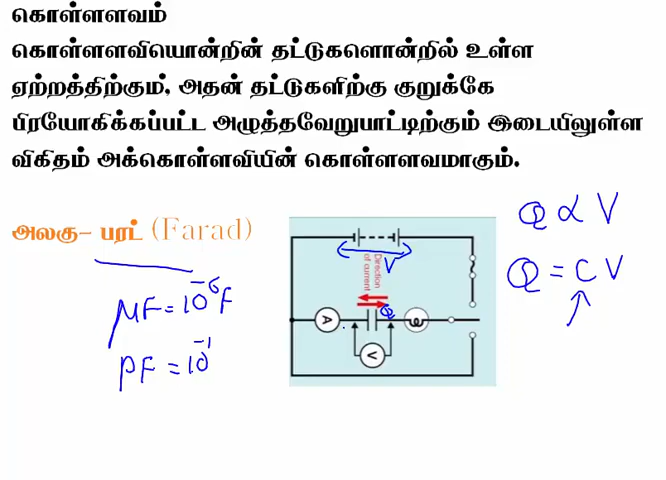 கொள்ளளவம்
கொள்ளளவியொன்றின் தட்டுகளொன்றில் உள்ள
ஏற்றத்திற்கும், அதன் தட்டுகளிற்கு குறுக்கே
பிரயோகிக்கப்பட்ட அழுத்தவேறுபாட்டிற்கும் இடையிலுள்ள
விகிதம் அக்கொள்ளவியின் கொள்ளளவமாகும்.
அலகு- பரட் (Farad)
μF = 10⁻⁶F
PF = 10⁻¹
V
Direction
of current
Q
A
V
Q ∝ V
Q = CV